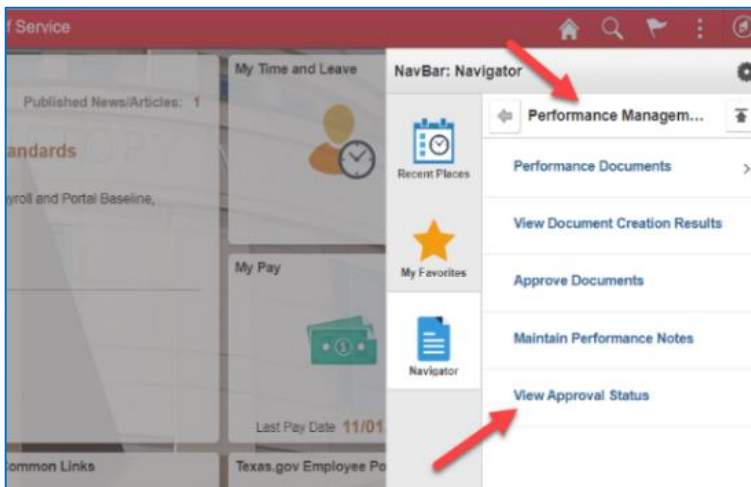 f Service
My Time and Leave
NavBar: Navigator
Published News/Articles: 1
Performance Managem...
andards
Recent Places
Performance Documents
yroll and Portal Baseline,
View Document Creation Results
My Pay
My Favorites
Approve Documents
Maintain Performance Notes
Navigator
View Approval Status
Last Pay Date 11/01
Common Links
Texas.gov Employee Po